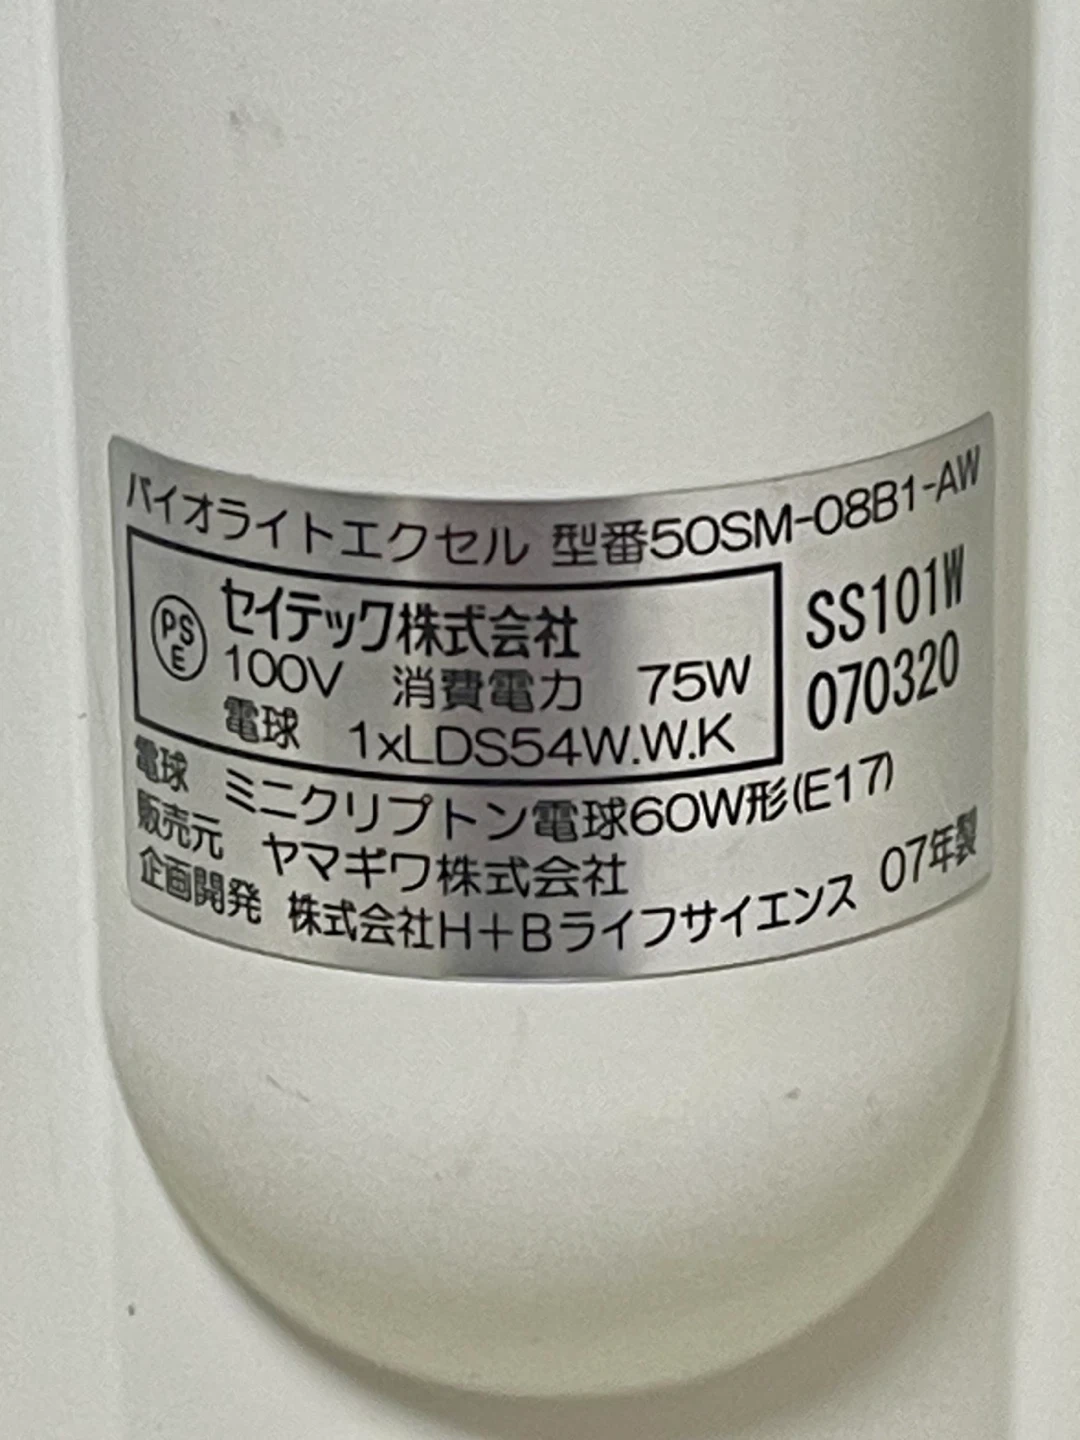 バイオライトエクセル 型番50SM-08B1-AW
PS
E
セイテック株式会社
100V 消費電力 75W
電球 1xLDS54W.W.K
SS101W
070320
電球 ミニクリプトン電球60W形(E17)
販売元 ヤマギワ株式会社
企画開発 株式会社H+Bライフサイエンス 07年製